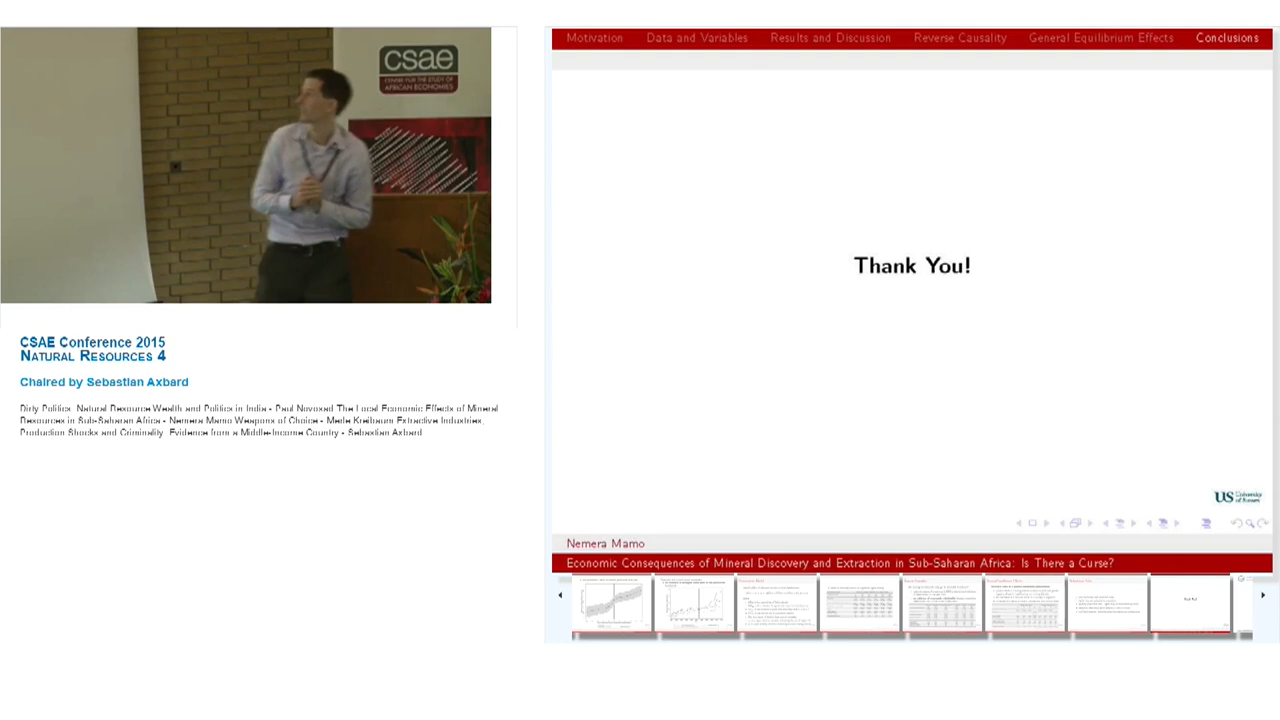 csae
CENTRE FOR THE STUDY OF
AFRICAN ECONOMIES
CSAE Conference 2015
NATURAL RESOURCES 4
Chaired by Sebastian Axbard
Dirty Politics Natural Resource Wealth and Politics in India - Paul Novosad The Local Economic Effects of Mineral
Resources in Sub-Saharan Africa - Nemera Mamo Weapons of Choice - Merle Kreibaum Extractive Industries,
Production Shocks and Criminality Evidence from a Middle-Income Country - Sebastian Axbard
Motivation Data and Variables Results and Discussion Reverse Causality General Equilibrium Effects Conclusions
Thank You!
US University
of Sussex
Nemera Mamo
Economic Consequences of Mineral Discovery and Extraction in Sub-Saharan Africa: Is There a Curse?